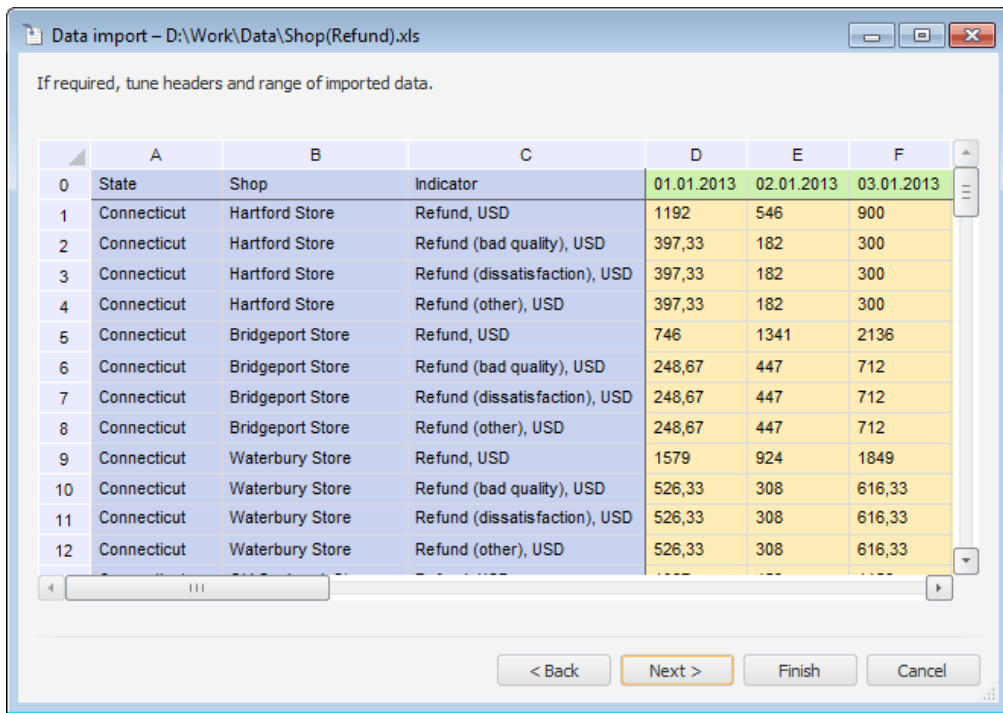 Data import – D:\Work\Data\Shop(Refund).xls
If required, tune headers and range of imported data.
A B C D E F
0 State Shop Indicator 01.01.2013 02.01.2013 03.01.2013
1 Connecticut Hartford Store Refund, USD 1192 546 900
2 Connecticut Hartford Store Refund (bad quality), USD 397,33 182 300
3 Connecticut Hartford Store Refund (dissatisfaction), USD 397,33 182 300
4 Connecticut Hartford Store Refund (other), USD 397,33 182 300
5 Connecticut Bridgeport Store Refund, USD 746 1341 2136
6 Connecticut Bridgeport Store Refund (bad quality), USD 248,67 447 712
7 Connecticut Bridgeport Store Refund (dissatisfaction), USD 248,67 447 712
8 Connecticut Bridgeport Store Refund (other), USD 248,67 447 712
9 Connecticut Waterbury Store Refund, USD 1579 924 1849
10 Connecticut Waterbury Store Refund (bad quality), USD 526,33 308 616,33
11 Connecticut Waterbury Store Refund (dissatisfaction), USD 526,33 308 616,33
12 Connecticut Waterbury Store Refund (other), USD 526,33 308 616,33
< Back Next > Finish Cancel